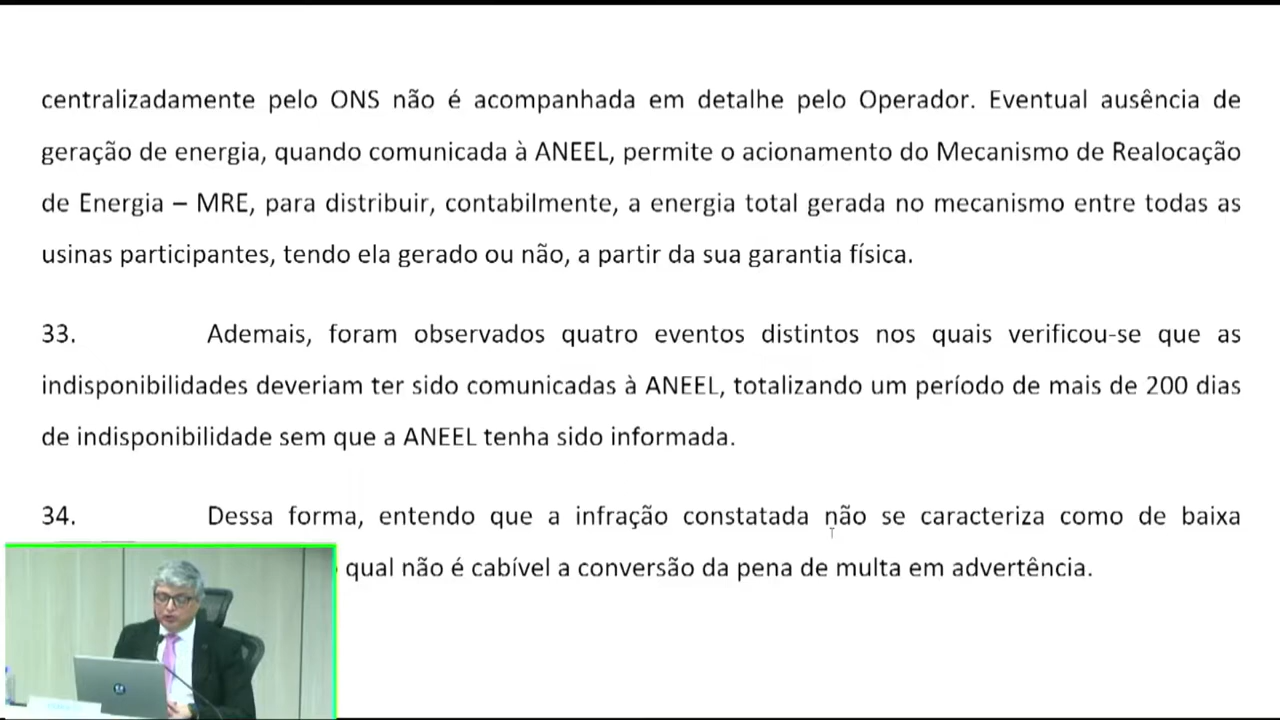 centralizadamente pelo ONS não é acompanhada em detalhe pelo Operador. Eventual ausência de
geração de energia, quando comunicada à ANEEL, permite o acionamento do Mecanismo de Realocação
de Energia – MRE, para distribuir, contabilmente, a energia total gerada no mecanismo entre todas as
usinas participantes, tendo ela gerado ou não, a partir da sua garantia física.
33. Ademais, foram observados quatro eventos distintos nos quais verificou-se que as
indisponibilidades deveriam ter sido comunicadas à ANEEL, totalizando um período de mais de 200 dias
de indisponibilidade sem que a ANEEL tenha sido informada.
34. Dessa forma, entendo que a infração constatada não se caracteriza como de baixa
qual não é cabível a conversão da pena de multa em advertência.